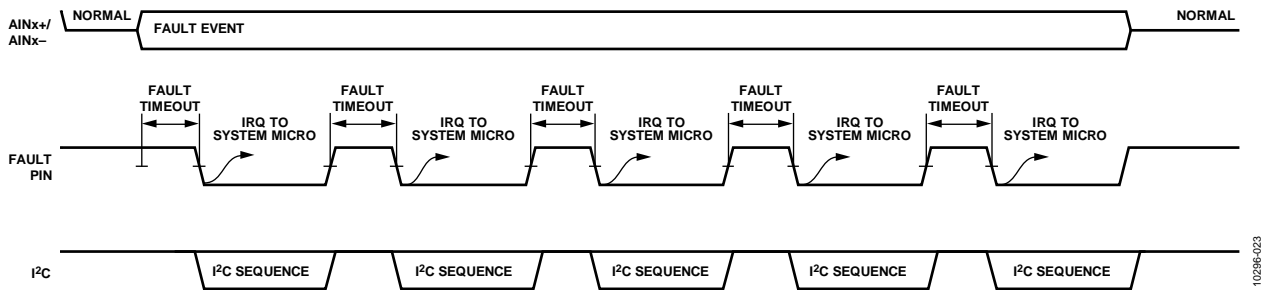 AINx+/
AINx–
NORMAL
FAULT EVENT
NORMAL
FAULT
TIMEOUT
IRQ TO
SYSTEM MICRO
FAULT
TIMEOUT
IRQ TO
SYSTEM MICRO
FAULT
TIMEOUT
IRQ TO
SYSTEM MICRO
FAULT
TIMEOUT
IRQ TO
SYSTEM MICRO
FAULT
TIMEOUT
IRQ TO
SYSTEM MICRO
FAULT
PIN
I²C
I²C SEQUENCE
I²C SEQUENCE
I²C SEQUENCE
I²C SEQUENCE
I²C SEQUENCE
10296-023